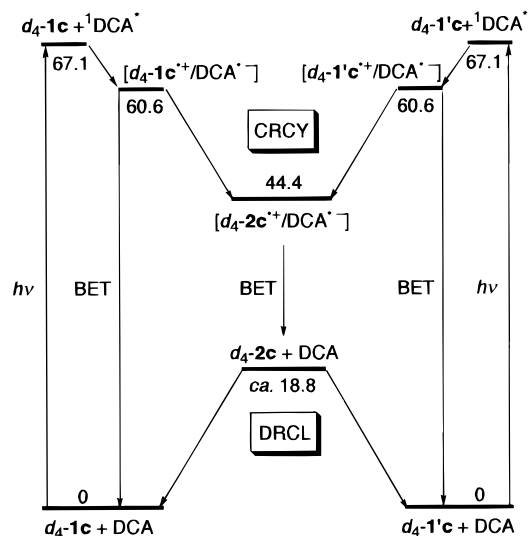 d₄-1c + ¹DCA*
d₄-1'c+ ¹DCA*
67.1
[d₄-1c•⁺/DCA•⁻]
[d₄-1'c•⁺/DCA•⁻]
67.1
60.6
60.6
CRCY
44.4
[d₄-2c•⁺/DCA•⁻]
hν
BET
BET
BET
hν
d₄-2c + DCA
ca. 18.8
DRCL
0
0
d₄-1c + DCA
d₄-1'c + DCA